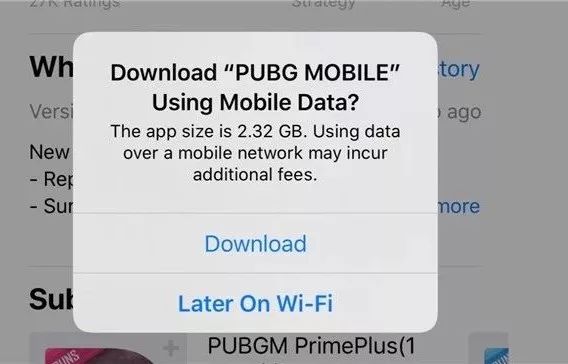 27K Ratings Strategy Age
Wh
Download “PUBG MOBILE”
Using Mobile Data?
story
Versi
The app size is 2.32 GB. Using data
over a mobile network may incur
additional fees.
ago
New
- Rep
- Sur
more
Download
Later On Wi-Fi
Sub
PUBGM PrimePlus(1